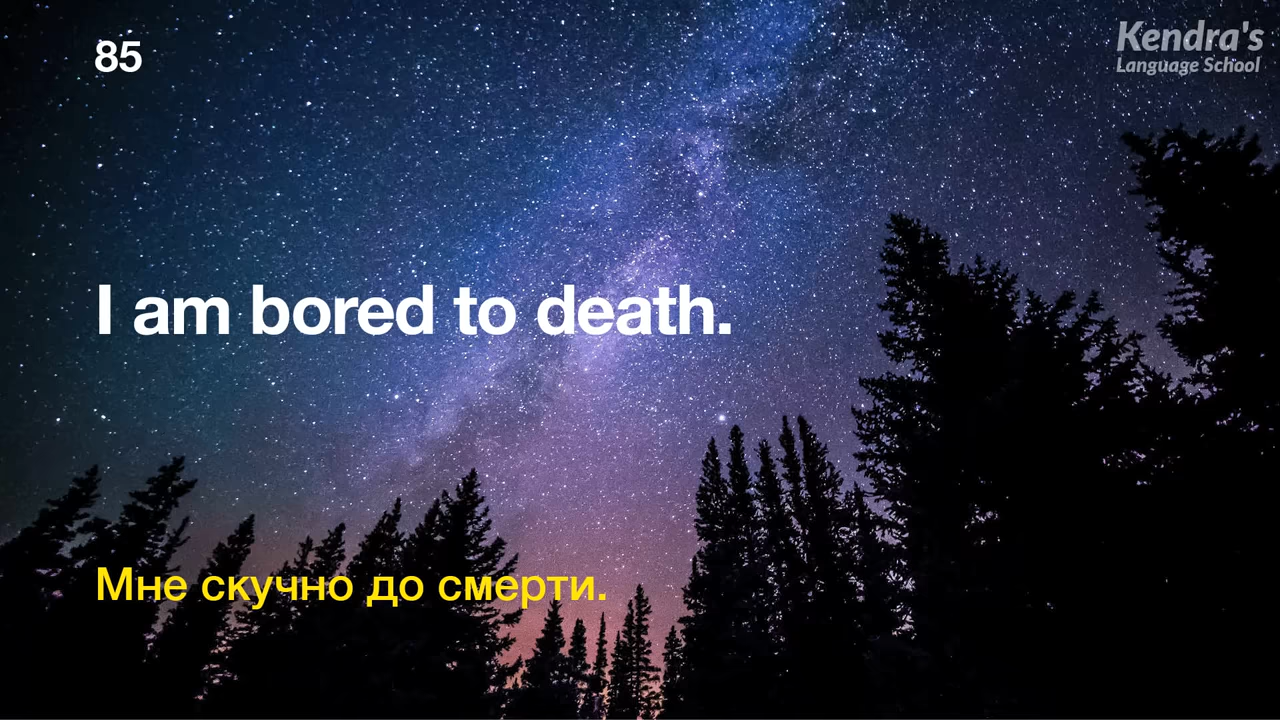 85
Kendra's
Language School
I am bored to death.
Мне скучно до смерти.